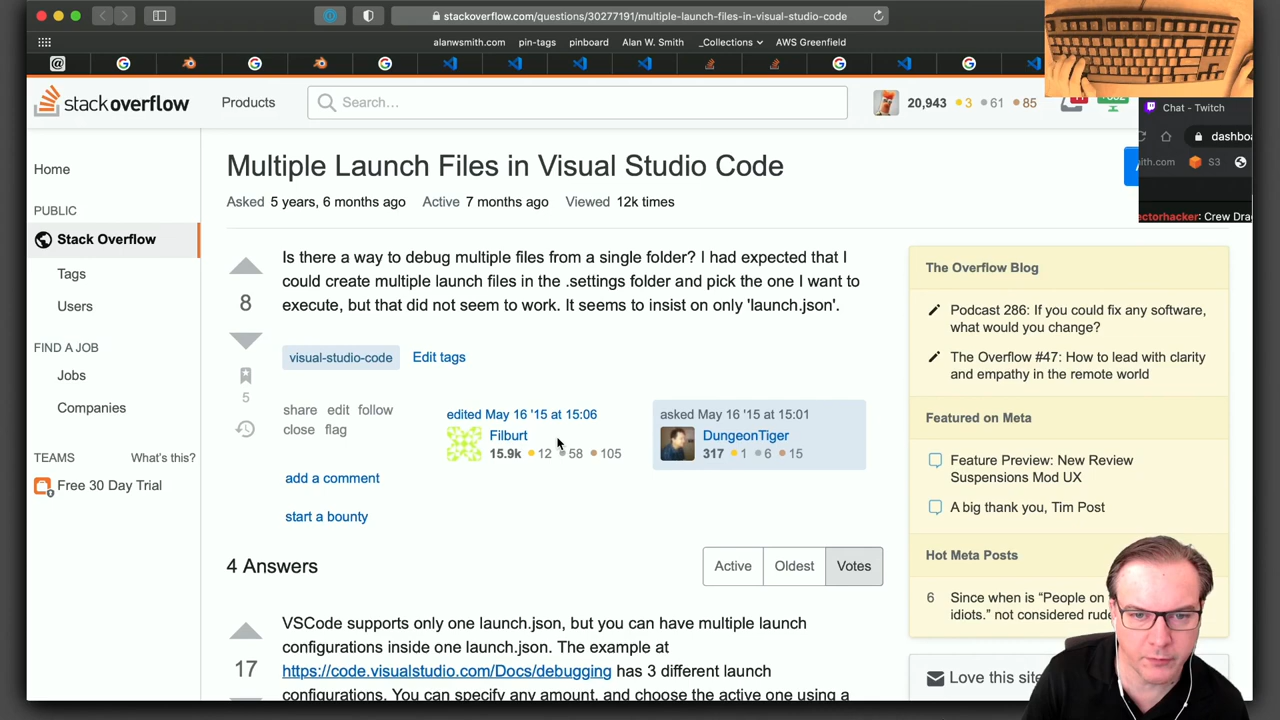 stackoverflow.com/questions/30277191/multiple-launch-files-in-visual-studio-code
alanwsmith.com
pin-tags
pinboard
Alan W. Smith
_Collections
AWS Greenfield
stackoverflow
Products
Search...
20,943
3
61
85
Chat - Twitch
dashboa
ith.com
S3
ectorhacker: Crew Dra
Home
PUBLIC
Stack Overflow
Tags
Users
FIND A JOB
Jobs
Companies
TEAMS
What's this?
Free 30 Day Trial
Multiple Launch Files in Visual Studio Code
Asked 5 years, 6 months ago
Active 7 months ago
Viewed 12k times
8
5
Is there a way to debug multiple files from a single folder? I had expected that I
could create multiple launch files in the .settings folder and pick the one I want to
execute, but that did not seem to work. It seems to insist on only 'launch.json'.
visual-studio-code
Edit tags
share edit follow
close flag
edited May 16 '15 at 15:06
Filburt
15.9k 12 58 105
asked May 16 '15 at 15:01
DungeonTiger
317 1 6 15
add a comment
start a bounty
4 Answers
Active
Oldest
Votes
17
VSCode supports only one launch.json, but you can have multiple launch
configurations inside one launch.json. The example at
https://code.visualstudio.com/Docs/debugging has 3 different launch
configurations. You can specify any amount, and choose the active one using a
The Overflow Blog
Podcast 286: If you could fix any software,
what would you change?
The Overflow #47: How to lead with clarity
and empathy in the remote world
Featured on Meta
Feature Preview: New Review
Suspensions Mod UX
A big thank you, Tim Post
Hot Meta Posts
6
Since when is “People on
idiots.” not considered rude
Love this site